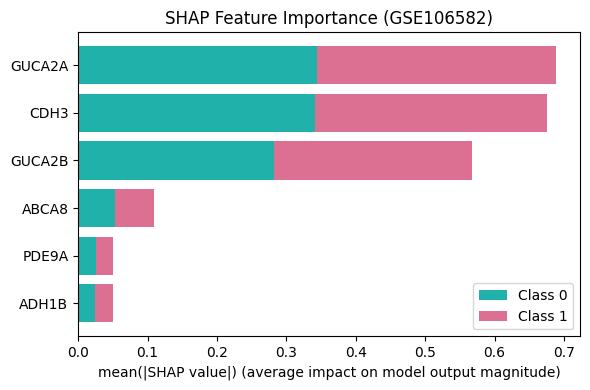 SHAP Feature Importance (GSE106582)
GUCA2A
CDH3
GUCA2B
ABCA8
PDE9A
ADH1B
Class 0
Class 1
0.0 0.1 0.2 0.3 0.4 0.5 0.6 0.7
mean(|SHAP value|) (average impact on model output magnitude)